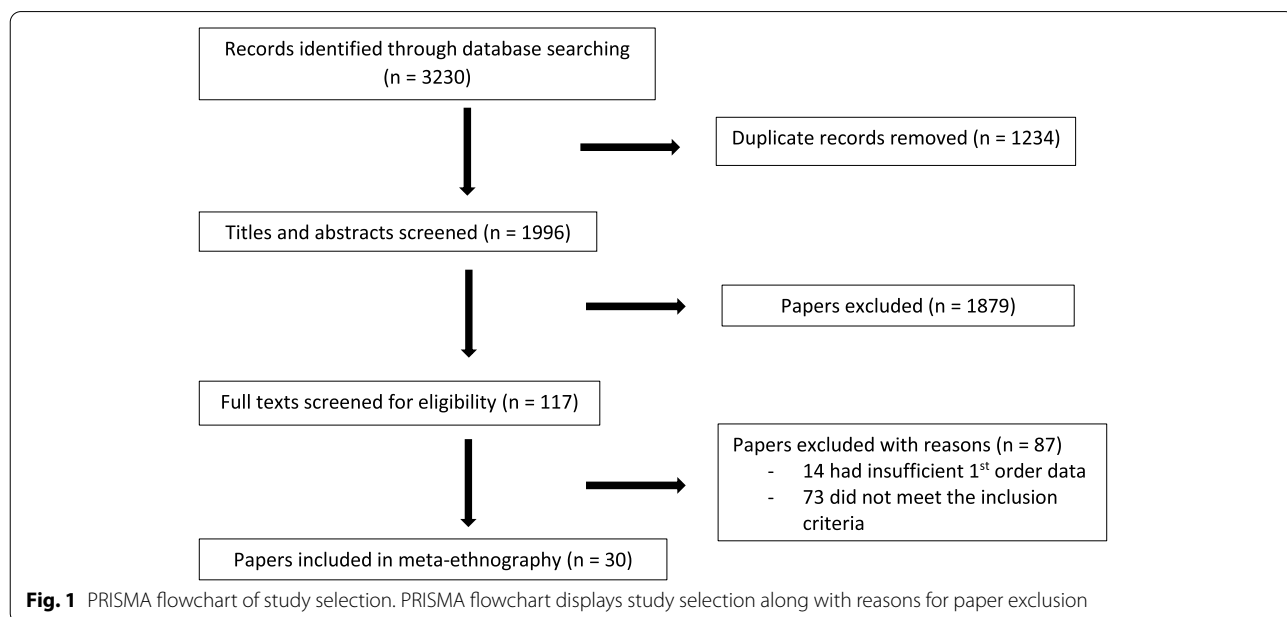 Records identified through database searching
(n = 3230)
Duplicate records removed (n = 1234)
Titles and abstracts screened (n = 1996)
Papers excluded (n = 1879)
Full texts screened for eligibility (n = 117)
Papers excluded with reasons (n = 87)
- 14 had insufficient 1st order data
- 73 did not meet the inclusion
criteria
Papers included in meta-ethnography (n = 30)
Fig. 1 PRISMA flowchart of study selection. PRISMA flowchart displays study selection along with reasons for paper exclusion